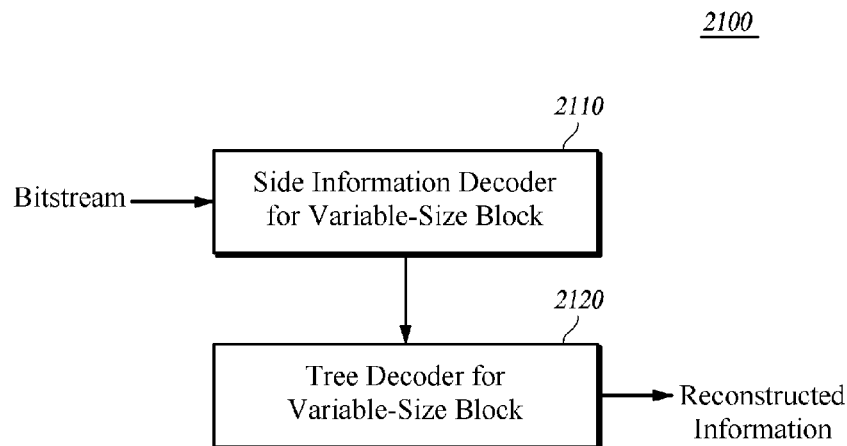 2100
2110
Side Information Decoder
for Variable-Size Block
Bitstream
2120
Tree Decoder for
Variable-Size Block
Reconstructed
Information